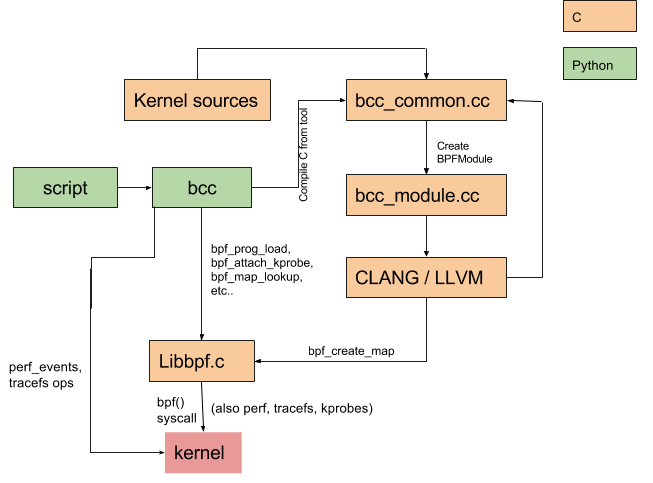 C
Python
Kernel sources
bcc_common.cc
Compile C from tool
Create
BPFModule
script
bcc
bcc_module.cc
bpf_prog_load,
bpf_attach_kprobe,
bpf_map_lookup,
etc..
CLANG / LLVM
Libbpf.c
bpf_create_map
perf_events,
tracefs ops
bpf()
syscall
(also perf, tracefs, kprobes)
kernel